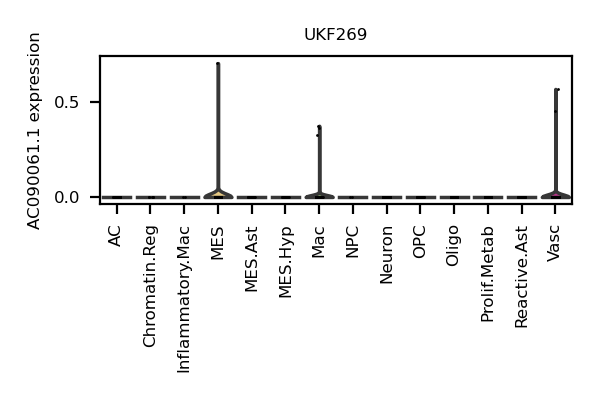 UKF269
AC090061.1 expression
0.5
0.0
AC
Chromatin.Reg
Inflammatory.Mac
MES
MES.Ast
MES.Hyp
Mac
NPC
Neuron
OPC
Oligo
Prolif.Metab
Reactive.Ast
Vasc